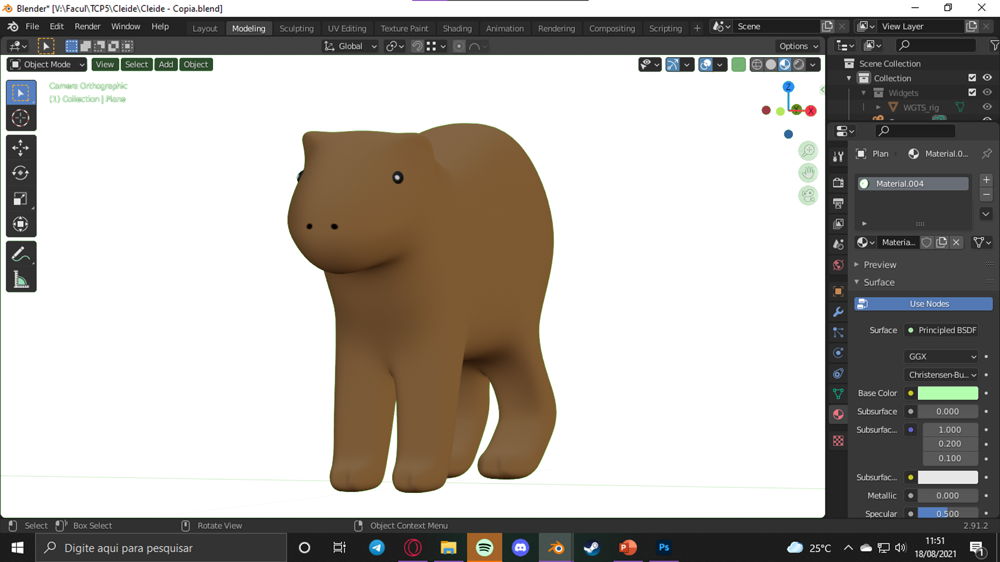 Blender* [V:\Facul\TCP5\Cleide\Cleide - Copia.blend]
File Edit Render Window Help Layout Modeling Sculpting UV Editing Texture Paint Shading Animation Rendering Compositing Scripting + Scene View Layer
Global Options
Object Mode View Select Add Object
Camera Orthographic
(1) Collection | Plane
Z
Y
X
Scene Collection
Collection
Widgets
WGTS_rig
Plan Material.0...
Material.004
Materia...
Preview
Surface
Use Nodes
Surface Principled BSDF
GGX
Christensen-Bu...
Base Color
Subsurface 0.000
Subsurfac... 1.000
0.200
0.100
Subsurfac...
Metallic 0.000
Specular 0.500
Select Box Select Rotate View Object Context Menu 2.91.2
Digite aqui para pesquisar
P
Ps
25°C
11:51
18/08/2021
1